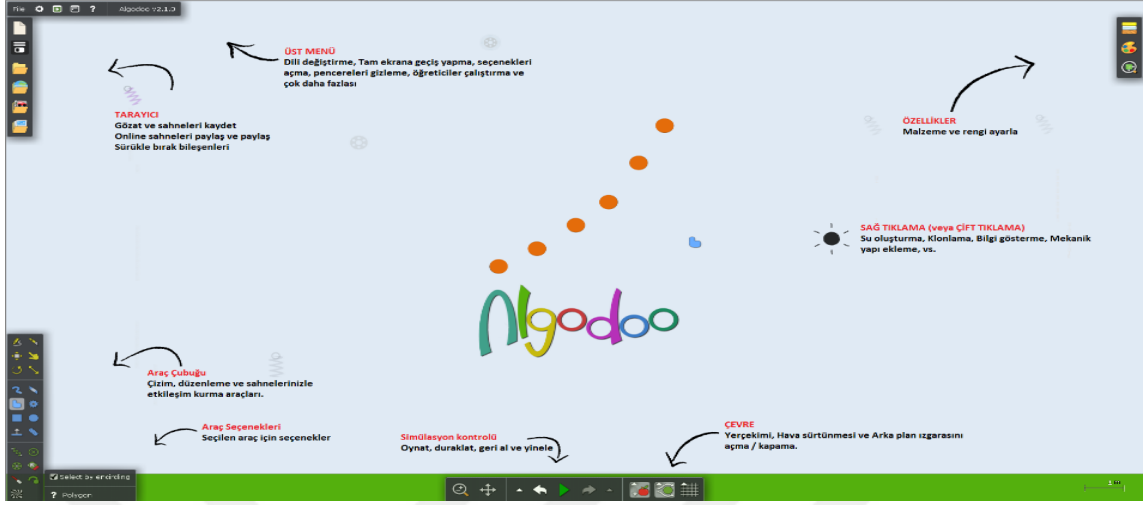 File ? Algodoo v2.1.0
ÜST MENÜ
Dili değiştirme, Tam ekrana geçiş yapma, seçenekleri
açma, pencereleri gizleme, öğreticiler çalıştırma ve
çok daha fazlası
TARAYICI
Gözat ve sahneleri kaydet
Online sahneleri paylaş ve paylaş
Sürükle bırak bileşenleri
ÖZELLİKLER
Malzeme ve rengi ayarla
SAĞ TIKLAMA (veya ÇİFT TIKLAMA)
Su oluşturma, Klonlama, Bilgi gösterme, Mekanik
yapı ekleme, vs.
Algodoo
Araç Çubuğu
Çizim, düzenleme ve sahnelerinizle
etkileşim kurma araçları.
Araç Seçenekleri
Seçilen araç için seçenekler
Simülasyon kontrolü
Oynat, duraklat, geri al ve yinele
ÇEVRE
Yerçekimi, Hava sürtünmesi ve Arka plan ızgarasını
açma / kapama.
Select by encircling
? Polygon